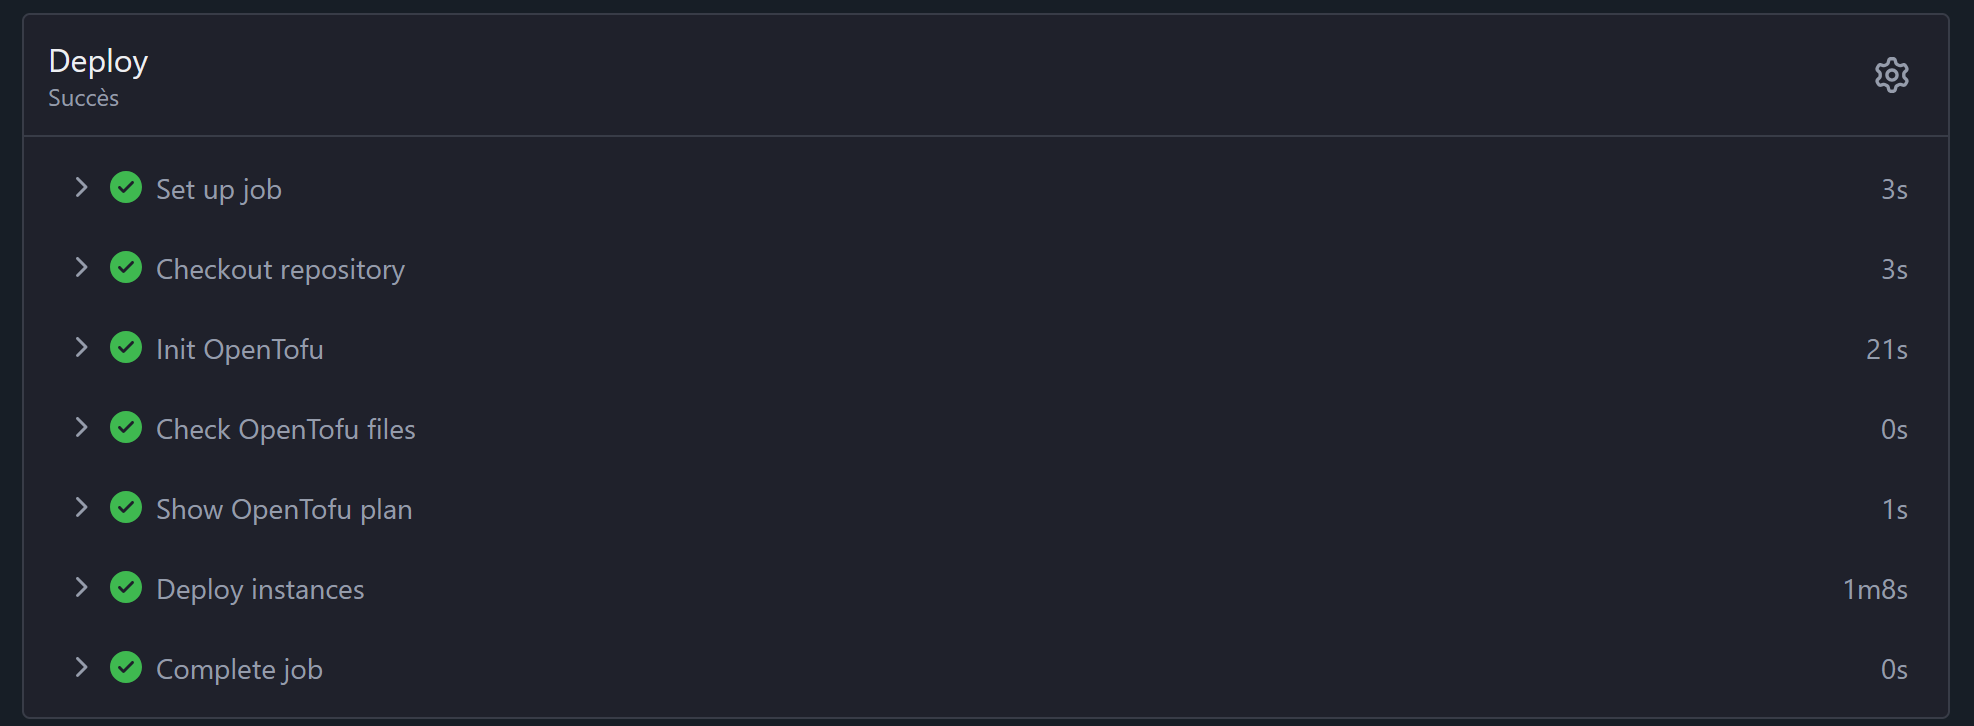 Deploy
Succès
Set up job 3s
Checkout repository 3s
Init OpenTofu 21s
Check OpenTofu files 0s
Show OpenTofu plan 1s
Deploy instances 1m8s
Complete job 0s